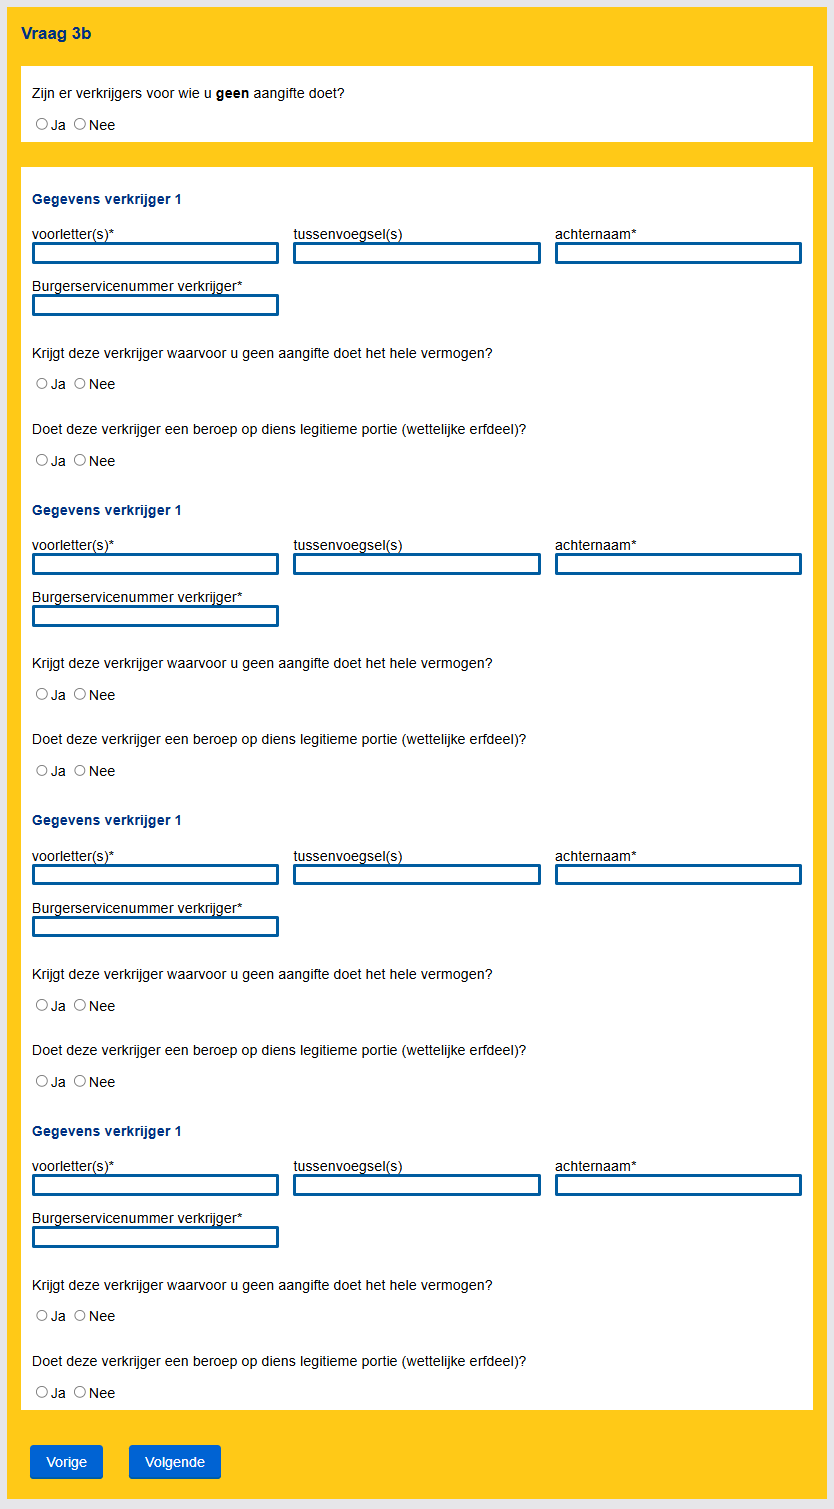 Vraag 3b
Zijn er verkrijgers voor wie u geen aangifte doet?
Ja Nee
Gegevens verkrijger 1
voorletter(s)* tussenvoegsel(s) achternaam*
Burgerservicenummer verkrijger*
Krijgt deze verkrijger waarvoor u geen aangifte doet het hele vermogen?
Ja Nee
Doet deze verkrijger een beroep op diens legitieme portie (wettelijke erfdeel)?
Ja Nee
Gegevens verkrijger 1
voorletter(s)* tussenvoegsel(s) achternaam*
Burgerservicenummer verkrijger*
Krijgt deze verkrijger waarvoor u geen aangifte doet het hele vermogen?
Ja Nee
Doet deze verkrijger een beroep op diens legitieme portie (wettelijke erfdeel)?
Ja Nee
Gegevens verkrijger 1
voorletter(s)* tussenvoegsel(s) achternaam*
Burgerservicenummer verkrijger*
Krijgt deze verkrijger waarvoor u geen aangifte doet het hele vermogen?
Ja Nee
Doet deze verkrijger een beroep op diens legitieme portie (wettelijke erfdeel)?
Ja Nee
Gegevens verkrijger 1
voorletter(s)* tussenvoegsel(s) achternaam*
Burgerservicenummer verkrijger*
Krijgt deze verkrijger waarvoor u geen aangifte doet het hele vermogen?
Ja Nee
Doet deze verkrijger een beroep op diens legitieme portie (wettelijke erfdeel)?
Ja Nee
Vorige Volgende